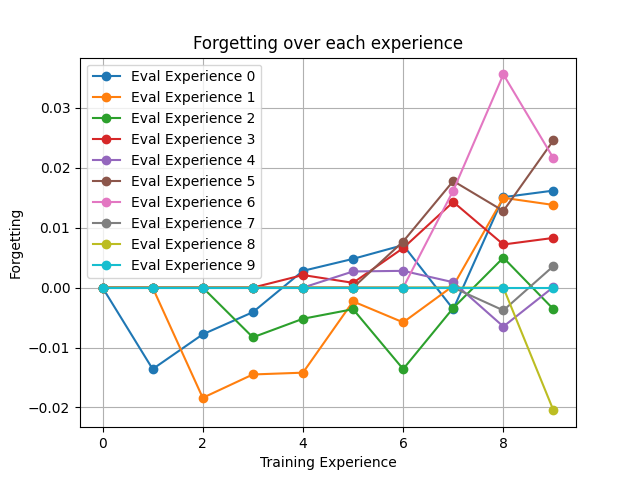 Forgetting over each experience
Eval Experience 0
Eval Experience 1
Eval Experience 2
Eval Experience 3
Eval Experience 4
Eval Experience 5
Eval Experience 6
Eval Experience 7
Eval Experience 8
Eval Experience 9
Forgetting
0.03
0.02
0.01
0.00
−0.01
−0.02
0 2 4 6 8
Training Experience